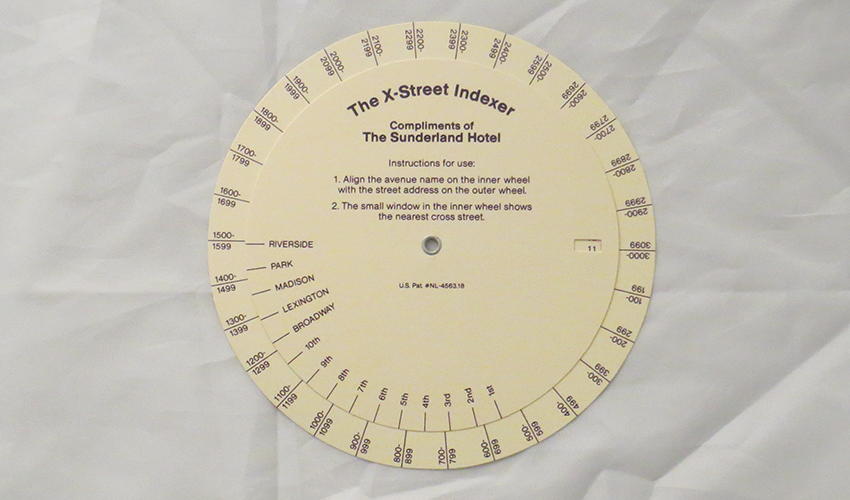 The X-Street Indexer
Compliments of
The Sunderland Hotel
Instructions for use:
1. Align the avenue name on the inner wheel
with the street address on the outer wheel.
2. The small window in the inner wheel shows
the nearest cross street.
11
U.S. Pat. #NL-4563.18
RIVERSIDE
PARK
MADISON
LEXINGTON
BROADWAY
10th
9th
8th
7th
6th
5th
4th
3rd
2nd
1st
100-
199
200-
299
300-
399
400-
499
500-
599
600-
699
700-
799
800-
899
900-
999
1000-
1099
1100-
1199
1200-
1299
1300-
1399
1400-
1499
1500-
1599
1600-
1699
1700-
1799
1800-
1899
1900-
1999
2000-
2099
2100-
2199
2200-
2299
2300-
2399
2400-
2499
2500-
2599
2600-
2699
2700-
2799
2800-
2899
2900-
2999
3000-
3099